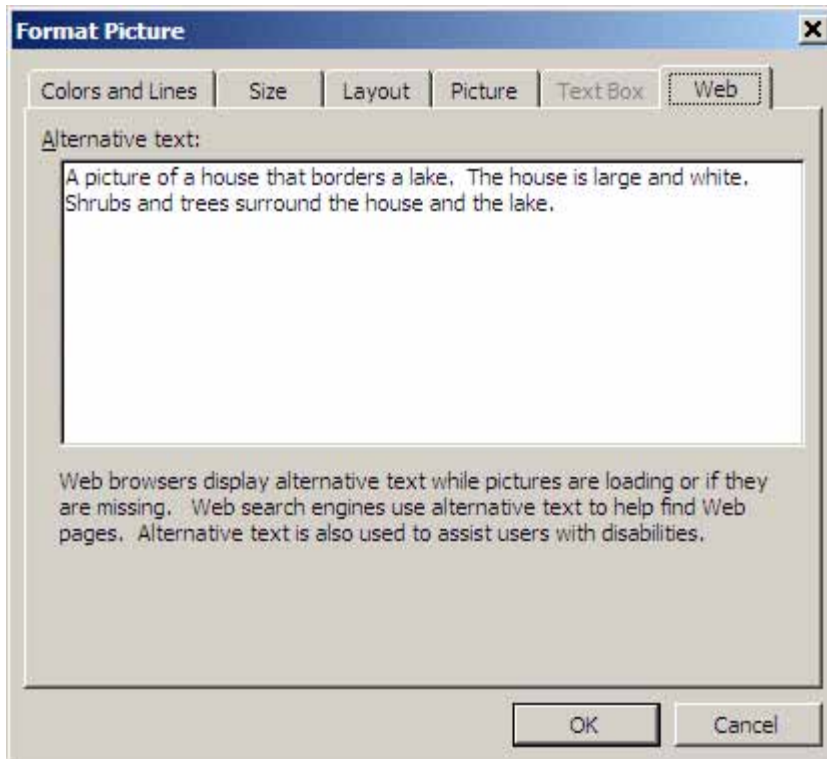 Format Picture
Colors and Lines Size Layout Picture Text Box Web
Alternative text:
A picture of a house that borders a lake.  The house is large and white.
Shrubs and trees surround the house and the lake.
Web browsers display alternative text while pictures are loading or if they
are missing.   Web search engines use alternative text to help find Web
pages.  Alternative text is also used to assist users with disabilities.
OK Cancel